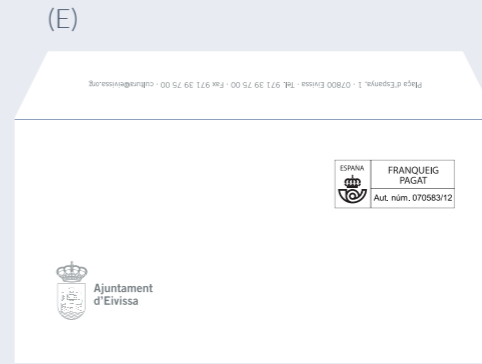 (E)
Plaça d'Espanya, 1 - 07800 Eivissa - Tel. 971 39 75 00 - Fax 971 39 75 00 - cultura@eivissa.org
ESPAÑA
FRANQUEIG
PAGAT
Aut. núm. 070583/12
Ajuntament
d'Eivissa